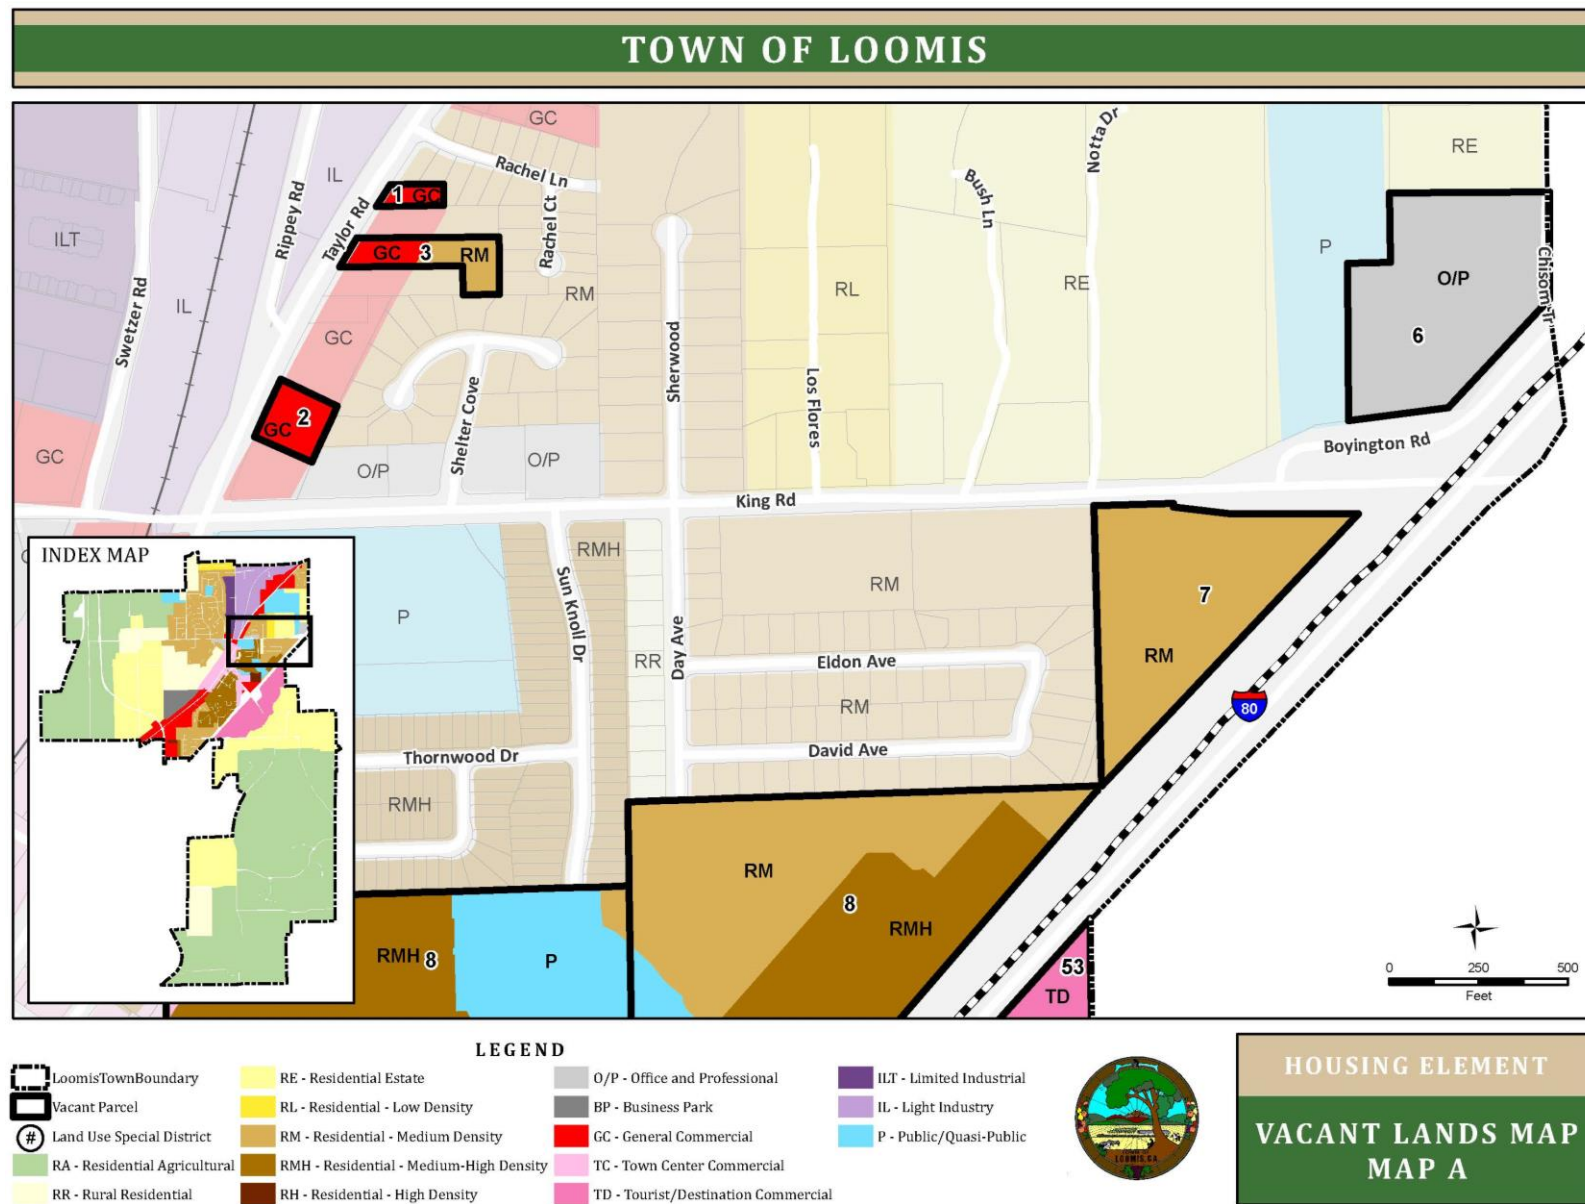 TOWN OF LOOMIS
GC
RE
Rachel Ln
Notta Dr
IL
Rippey Rd
Taylor Rd
1 GC
Bush Ln
Rachel Ct
ILT
GC 3 RM
P
O/P
Chisom Tr
RM
RL
RE
Swetzer Rd
IL
GC
6
Sherwood
Los Flores
Shelter Cove
GC 2
Boyington Rd
GC
O/P
O/P
King Rd
INDEX MAP
RMH
Sun Knoll Dr
RM
7
P
RR
Day Ave
Eldon Ave
RM
RM
80
Thornwood Dr
David Ave
RMH
RM
8
RMH
RMH 8
P
53
TD
0 250 500
Feet
LEGEND
LoomisTownBoundary
Vacant Parcel
# Land Use Special District
RA - Residential Agricultural
RR - Rural Residential
RE - Residential Estate
RL - Residential - Low Density
RM - Residential - Medium Density
RMH - Residential - Medium-High Density
RH - Residential - High Density
O/P - Office and Professional
BP - Business Park
GC - General Commercial
TC - Town Center Commercial
TD - Tourist/Destination Commercial
ILT - Limited Industrial
IL - Light Industry
P - Public/Quasi-Public
LOOMIS, CA
HOUSING ELEMENT
VACANT LANDS MAP
MAP A